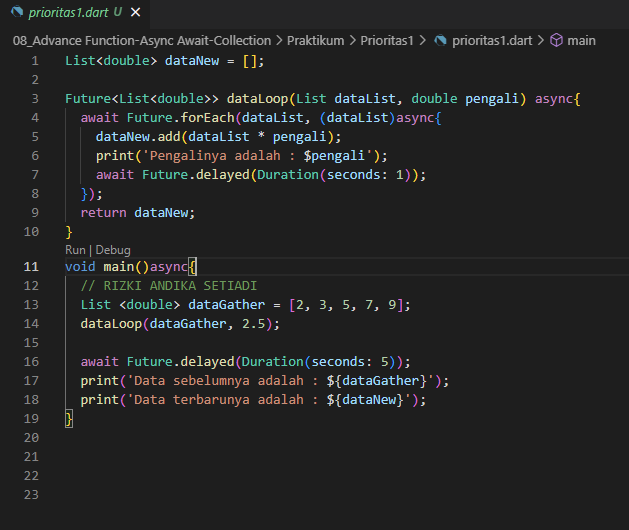 prioritas1.dart U
08_Advance Function-Async Await-Collection > Praktikum > Prioritas1 > prioritas1.dart > main
1 List<double> dataNew = [];
2
3 Future<List<double>> dataLoop(List dataList, double pengali) async{
4   await Future.forEach(dataList, (dataList)async{
5     dataNew.add(dataList * pengali);
6     print('Pengalinya adalah : $pengali');
7     await Future.delayed(Duration(seconds: 1));
8   });
9   return dataNew;
10 }
Run | Debug
11 void main()async{
12   // RIZKI ANDIKA SETIADI
13   List <double> dataGather = [2, 3, 5, 7, 9];
14   dataLoop(dataGather, 2.5);
15
16   await Future.delayed(Duration(seconds: 5));
17   print('Data sebelumnya adalah : ${dataGather}');
18   print('Data terbarunya adalah : ${dataNew}');
19 }
20
21
22
23